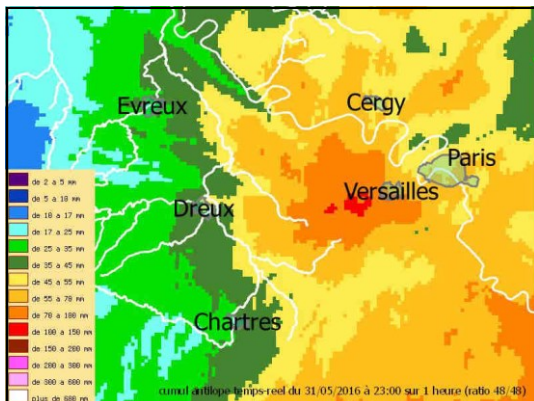 Evreux
Cergy
Paris
Versailles
Dreux
Chartres
de 2 a 5 mm
de 5 a 10 mm
de 10 a 17 mm
de 17 a 25 mm
de 25 a 35 mm
de 35 a 45 mm
de 45 a 55 mm
de 55 a 70 mm
de 70 a 100 mm
de 100 a 150 mm
de 150 a 200 mm
de 200 a 300 mm
de 300 a 600 mm
plus de 600 mm
cumul antilope-temps-reel du 31/05/2016 à 23:00 sur 1 heure (ratio 48/48)